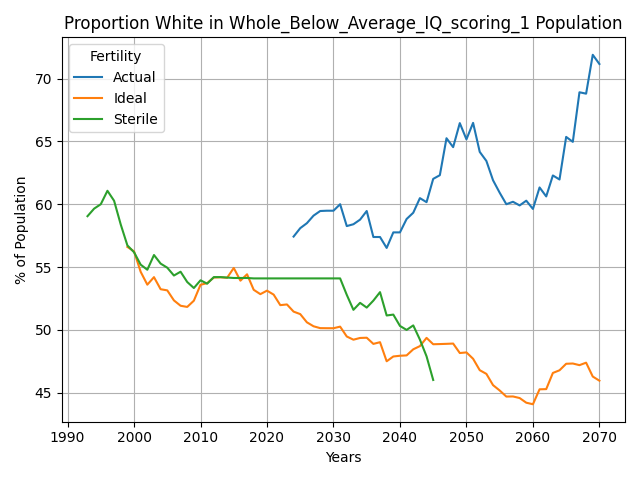 Proportion White in Whole_Below_Average_IQ_scoring_1 Population
Fertility
Actual
Ideal
Sterile
% of Population
70
65
60
55
50
45
1990 2000 2010 2020 2030 2040 2050 2060 2070
Years